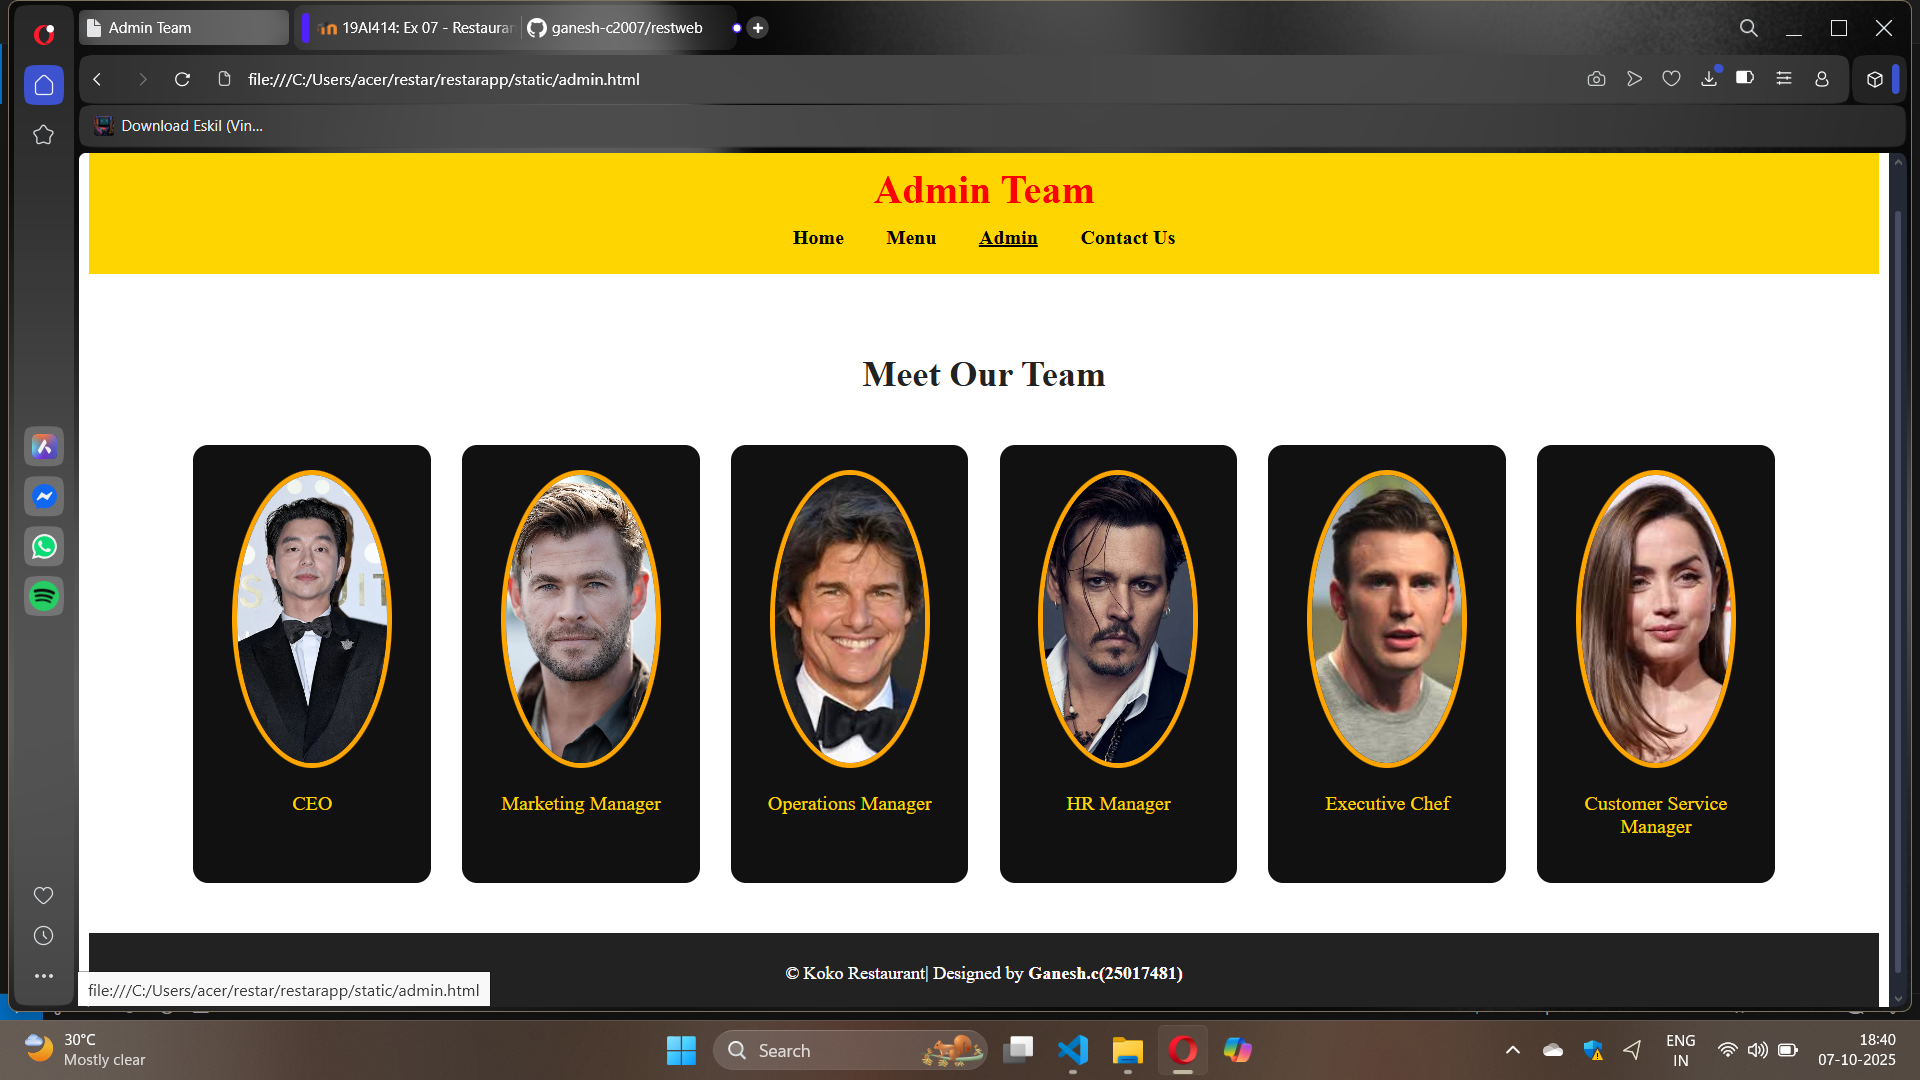 Admin Team
19AI414: Ex 07 - Restauran
ganesh-c2007/restweb
file:///C:/Users/acer/restar/restarapp/static/admin.html
Download Eskil (Vin...
Admin Team
Home Menu Admin Contact Us
Meet Our Team
CEO
Marketing Manager
Operations Manager
HR Manager
Executive Chef
Customer Service
Manager
© Koko Restaurant| Designed by Ganesh.c(25017481)
file:///C:/Users/acer/restar/restarapp/static/admin.html
30°C
Mostly clear
Search
ENG
IN
18:40
07-10-2025